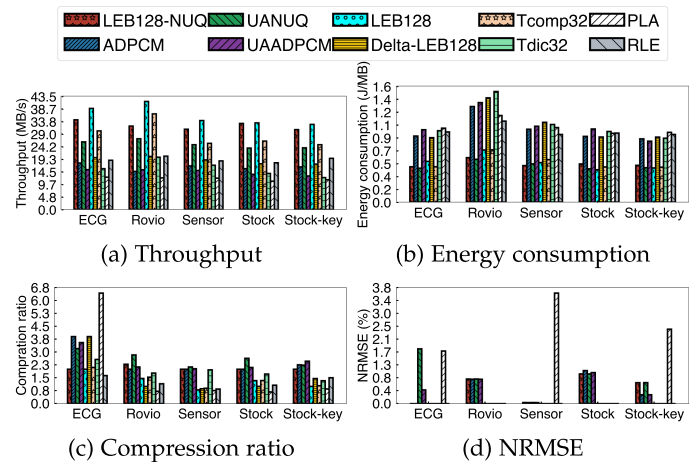 LEB128-NUQ UANUQ LEB128 Tcomp32 PLA
ADPCM UAADPCM Delta-LEB128 Tdic32 RLE
Throughput (MB/s)
43.5
38.7
33.8
29.0
24.2
19.3
14.5
9.7
4.8
0.0
ECG Rovio Sensor Stock Stock-key
(a) Throughput
Energy consumption (J/MB)
1.6
1.4
1.2
1.1
0.9
0.7
0.5
0.4
0.2
0.0
ECG Rovio Sensor Stock Stock-key
(b) Energy consumption
Compration ratio
6.8
6.0
5.3
4.5
3.8
3.0
2.3
1.5
0.8
0.0
ECG Rovio Sensor Stock Stock-key
(c) Compression ratio
NRMSE (%)
3.8
3.4
3.0
2.5
2.1
1.7
1.3
0.8
0.4
0.0
ECG Rovio Sensor Stock Stock-key
(d) NRMSE